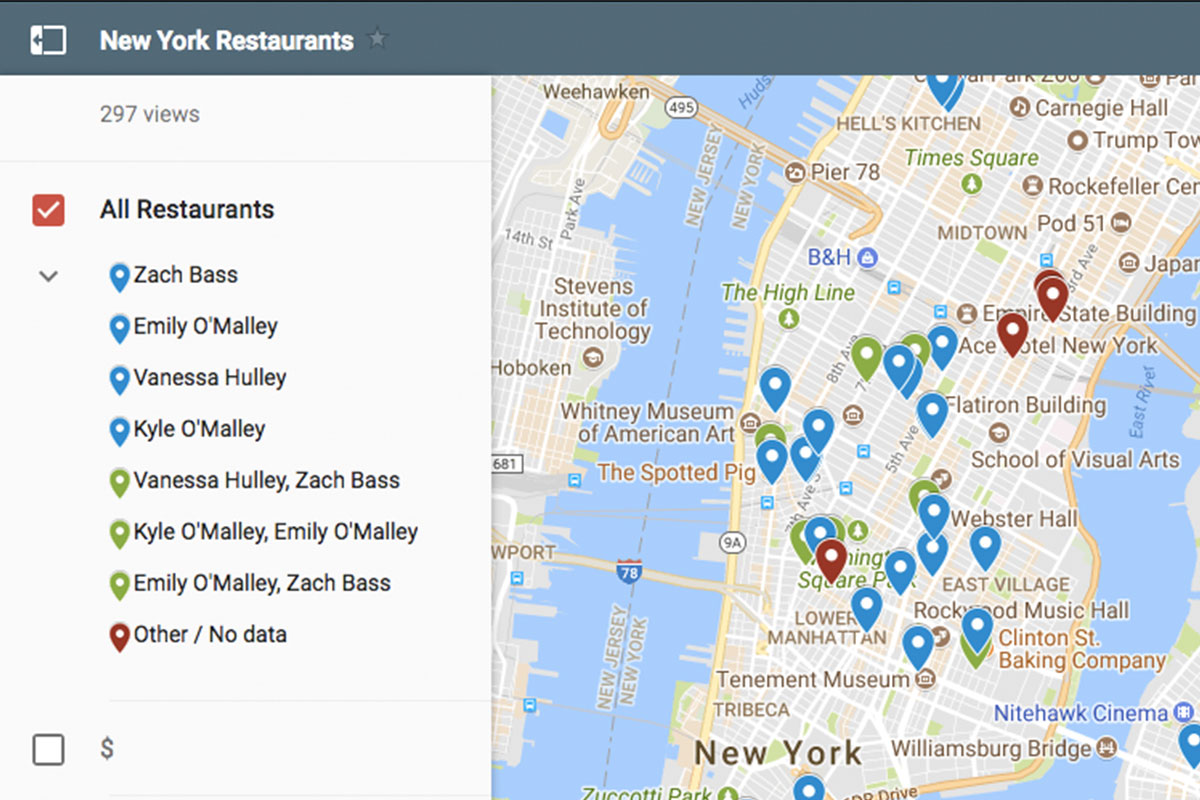 New York Restaurants
297 views
All Restaurants
Zach Bass
Emily O'Malley
Vanessa Hulley
Kyle O'Malley
Vanessa Hulley, Zach Bass
Kyle O'Malley, Emily O'Malley
Emily O'Malley, Zach Bass
Other / No data
$
Weehawken
495
Park Zoo
HELL'S KITCHEN
Carnegie Hall
Trump Tow
NEW JERSEY
NEW YORK
Times Square
Pier 78
Rockefeller Cen
Park Ave
14th St
MIDTOWN
Pod 51
B&H
3rd Ave
Japan
Stevens
Institute of
Technology
The High Line
Empire State Building
Hoboken
8th Ave
Ace Hotel New York
East River
Whitney Museum
of American Art
Flatiron Building
5th Ave
681
The Spotted Pig
School of Visual Arts
Webster Hall
9A
WPORT
78
Square Park
EAST VILLAGE
LOWER
MANHATTAN
Rockwood Music Hall
Clinton St.
Baking Company
NEW JERSEY
NEW YORK
Tenement Museum
TRIBECA
Nitehawk Cinema
New York
Williamsburg Bridge
Zuccotti Park
FDR Drive